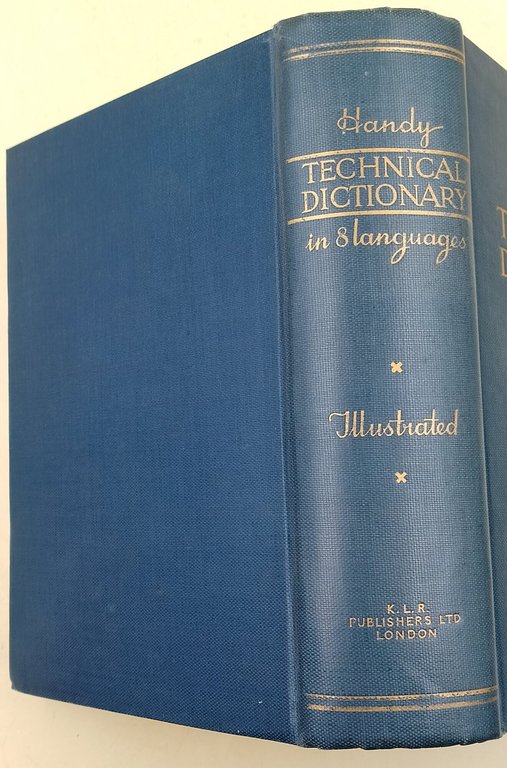 Handy
TECHNICAL
DICTIONARY
in 8 languages
Illustrated
K. L. R.
PUBLISHERS LTD
LONDON